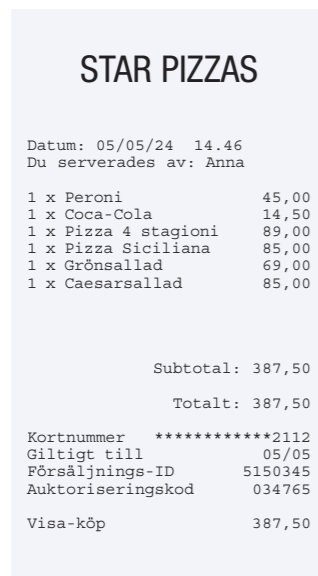 STAR PIZZAS
Datum: 05/05/24 14.46
Du serverades av: Anna
1 x Peroni 45,00
1 x Coca-Cola 14,50
1 x Pizza 4 stagioni 89,00
1 x Pizza Siciliana 85,00
1 x Grönsallad 69,00
1 x Caesarsallad 85,00
Subtotal: 387,50
Totalt: 387,50
Kortnummer ************2112
Giltigt till 05/05
Försäljnings-ID 5150345
Auktoriseringskod 034765
Visa-köp 387,50